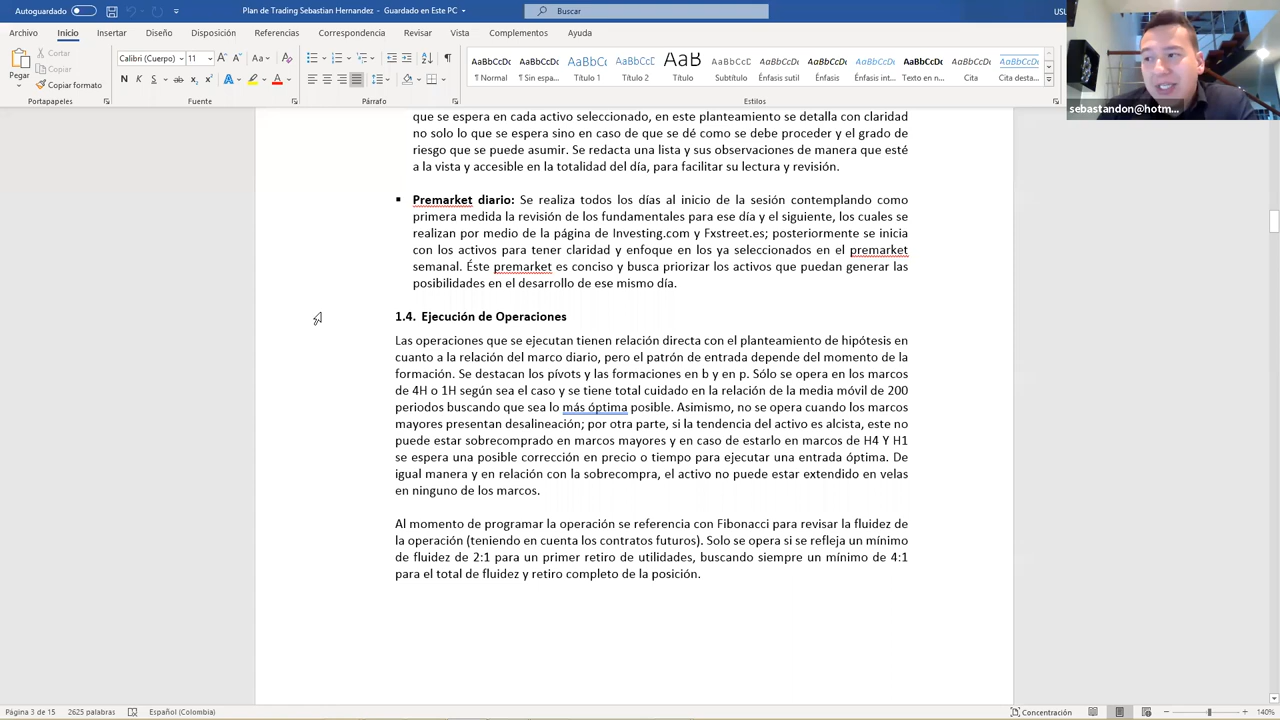 Autoguardado
Plan de Trading Sebastian Hernandez - Guardado en Este PC
Buscar
Archivo Inicio Insertar Diseño Disposición Referencias Correspondencia Revisar Vista Complementos Ayuda
Pegar
Cortar
Copiar
Copiar formato
Portapapeles
Calibri (Cuerpo) 11
Fuente
Párrafo
AaBbCcDc AaBbCcDc AaBbCcDc AaBbCcDc AaB AaBbCcDc AaBbCcDc AaBbCcDc AaBbCcDc AaBbCcDc AaBbCcDc AaBbCcDc
¶ Normal ¶ Sin espa... Título 1 Título 2 Título Subtítulo Énfasis sutil Énfasis Énfasis int... Texto en n... Cita Cita desta...
Estilos
sebastandon@hotm...
que se espera en cada activo seleccionado, en este planteamiento se detalla con claridad
no solo lo que se espera sino en caso de que se dé como se debe proceder y el grado de
riesgo que se puede asumir. Se redacta una lista y sus observaciones de manera que esté
a la vista y accesible en la totalidad del día, para facilitar su lectura y revisión.
▪ Premarket diario: Se realiza todos los días al inicio de la sesión contemplando como
primera medida la revisión de los fundamentales para ese día y el siguiente, los cuales se
realizan por medio de la página de Investing.com y Fxstreet.es; posteriormente se inicia
con los activos para tener claridad y enfoque en los ya seleccionados en el premarket
semanal. Éste premarket es conciso y busca priorizar los activos que puedan generar las
posibilidades en el desarrollo de ese mismo día.
1.4. Ejecución de Operaciones
Las operaciones que se ejecutan tienen relación directa con el planteamiento de hipótesis en
cuanto a la relación del marco diario, pero el patrón de entrada depende del momento de la
formación. Se destacan los pívots y las formaciones en b y en p. Sólo se opera en los marcos
de 4H o 1H según sea el caso y se tiene total cuidado en la relación de la media móvil de 200
periodos buscando que sea lo más óptima posible. Asimismo, no se opera cuando los marcos
mayores presentan desalineación; por otra parte, si la tendencia del activo es alcista, este no
puede estar sobrecomprado en marcos mayores y en caso de estarlo en marcos de H4 Y H1
se espera una posible corrección en precio o tiempo para ejecutar una entrada óptima. De
igual manera y en relación con la sobrecompra, el activo no puede estar extendido en velas
en ninguno de los marcos.
Al momento de programar la operación se referencia con Fibonacci para revisar la fluidez de
la operación (teniendo en cuenta los contratos futuros). Solo se opera si se refleja un mínimo
de fluidez de 2:1 para un primer retiro de utilidades, buscando siempre un mínimo de 4:1
para el total de fluidez y retiro completo de la posición.
Página 3 de 15 2625 palabras Español (Colombia) Concentración 140%